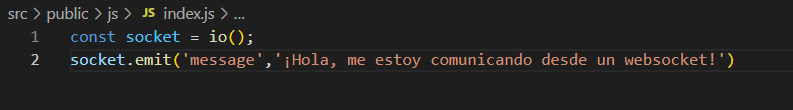 src > public > js > JS index.js > ...
1 const socket = io();
2 socket.emit('message','¡Hola, me estoy comunicando desde un websocket!')